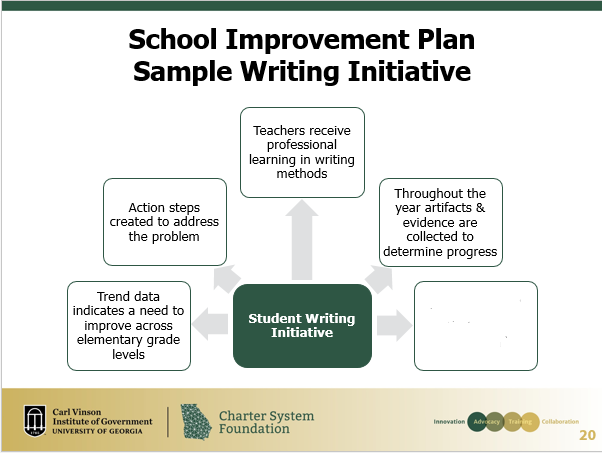 School Improvement Plan
Sample Writing Initiative
Teachers receive
professional
learning in writing
methods
Action steps
created to address
the problem
Throughout the
year artifacts &
evidence are
collected to
determine progress
Trend data
indicates a need to
improve across
elementary grade
levels
Student Writing
Initiative
Carl Vinson
Institute of Government
UNIVERSITY OF GEORGIA
Charter System
Foundation
Innovation Advocacy Training Collaboration
20